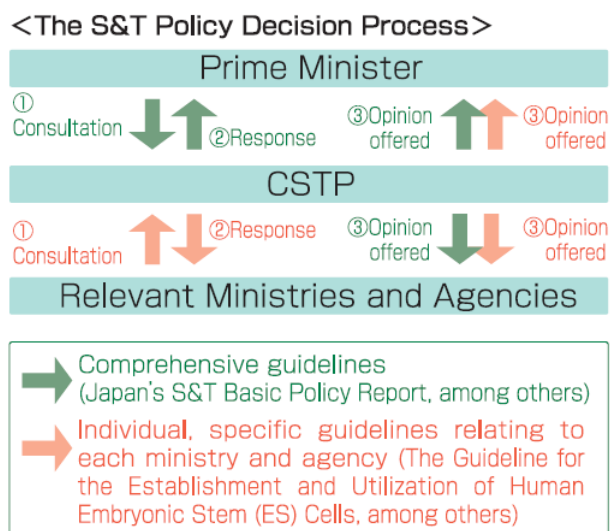 <The S&T Policy Decision Process>
Prime Minister
①
Consultation
②Response
③Opinion
offered
③Opinion
offered
CSTP
①
Consultation
②Response
③Opinion
offered
③Opinion
offered
Relevant Ministries and Agencies
Comprehensive guidelines
(Japan's S&T Basic Policy Report, among others)
Individual, specific guidelines relating to
each ministry and agency (The Guideline for
the Establishment and Utilization of Human
Embryonic Stem (ES) Cells, among others)